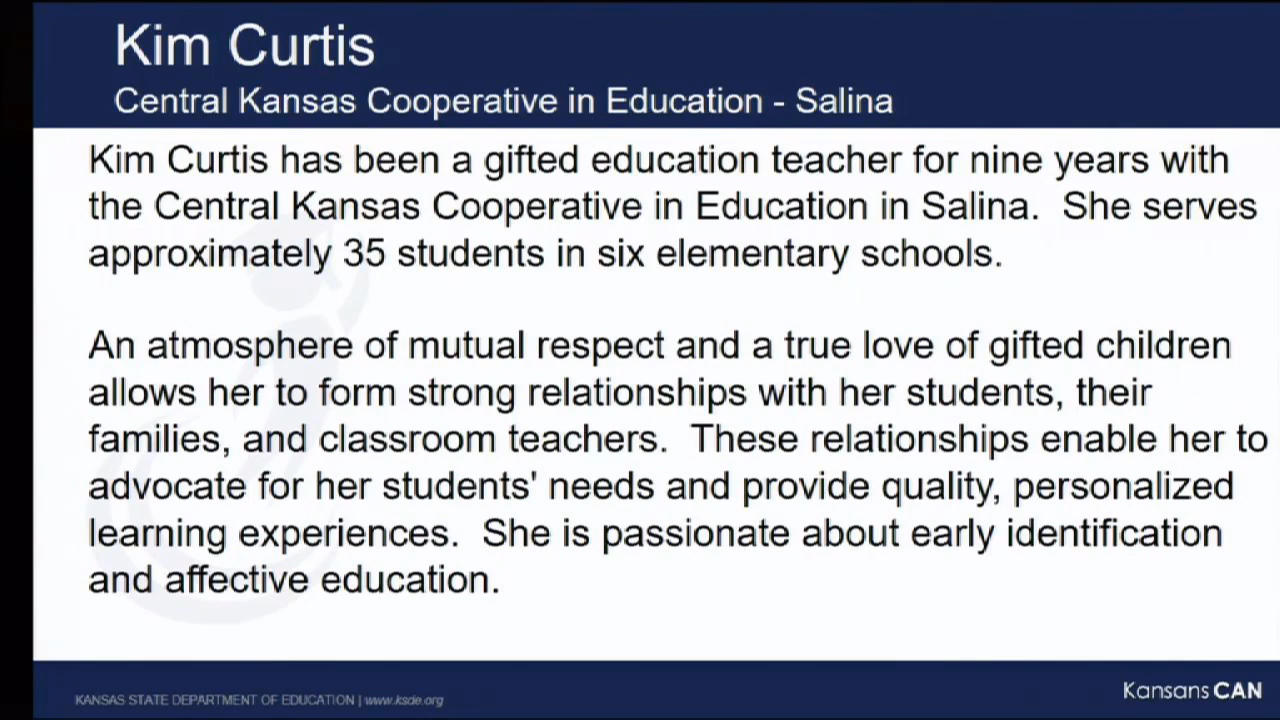 Kim Curtis
Central Kansas Cooperative in Education - Salina
Kim Curtis has been a gifted education teacher for nine years with
the Central Kansas Cooperative in Education in Salina.  She serves
approximately 35 students in six elementary schools.
An atmosphere of mutual respect and a true love of gifted children
allows her to form strong relationships with her students, their
families, and classroom teachers.  These relationships enable her to
advocate for her students' needs and provide quality, personalized
learning experiences.  She is passionate about early identification
and affective education.
KANSAS STATE DEPARTMENT OF EDUCATION | www.ksde.org
KansansCAN